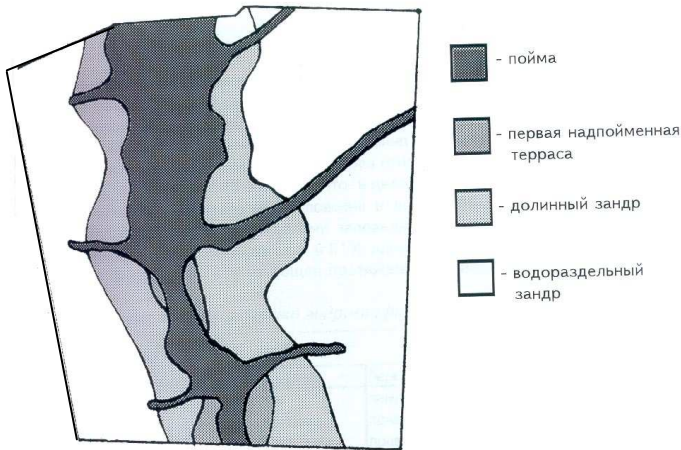 - пойма
- первая надпойменная
терраса
- долинный зандр
- водораздельный
зандр